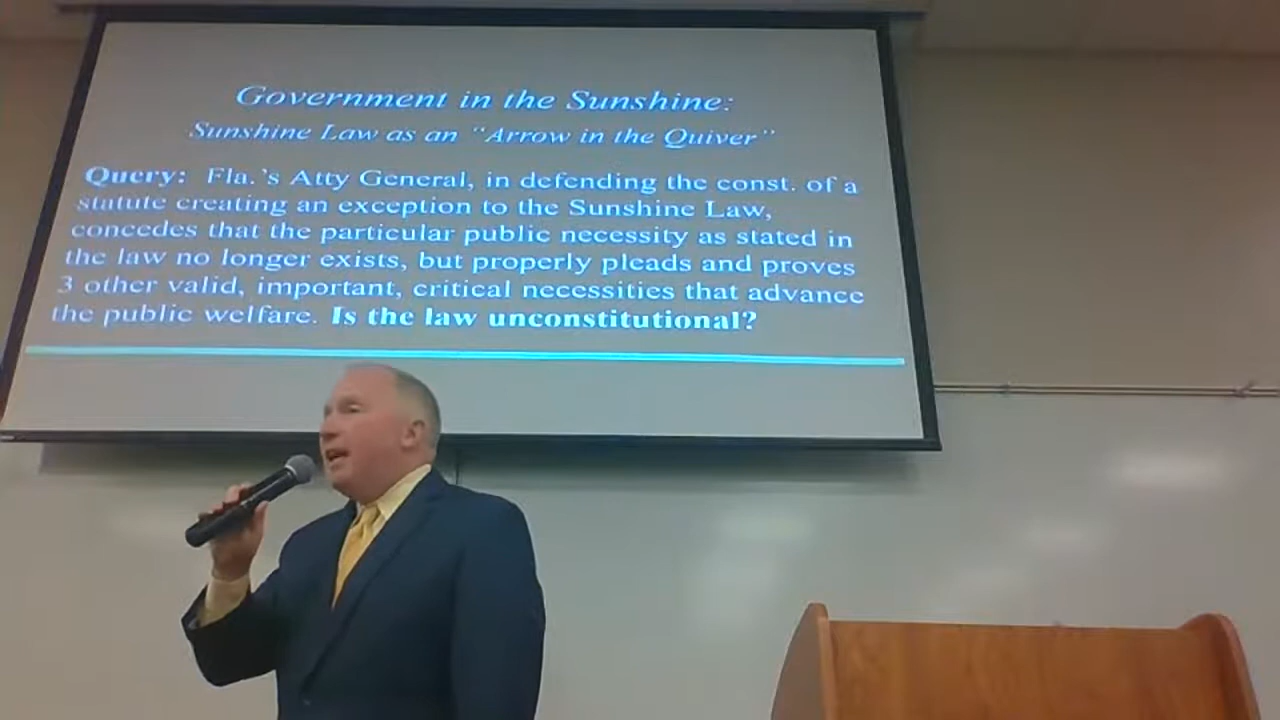 Government in the Sunshine:
Sunshine Law as an "Arrow in the Quiver"
Query: Fla.'s Atty General, in defending the const. of a
statute creating an exception to the Sunshine Law,
concedes that the particular public necessity as stated in
the law no longer exists, but properly pleads and proves
3 other valid, important, critical necessities that advance
the public welfare. Is the law unconstitutional?